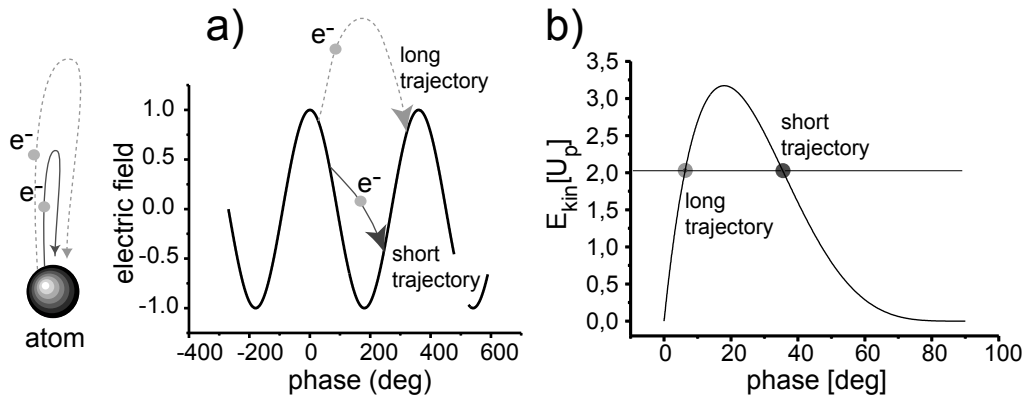 a)
e-
long
trajectory
e-
e-
electric field
1.0
0.5
0.0
-0.5
-1.0
e-
short
trajectory
atom
-400 -200 0 200 400 600
phase (deg)
b)
Ekin[Up]
3,5
3,0
2,5
2,0
1,5
1,0
0,5
0,0
short
trajectory
long
trajectory
0 20 40 60 80 100
phase [deg]